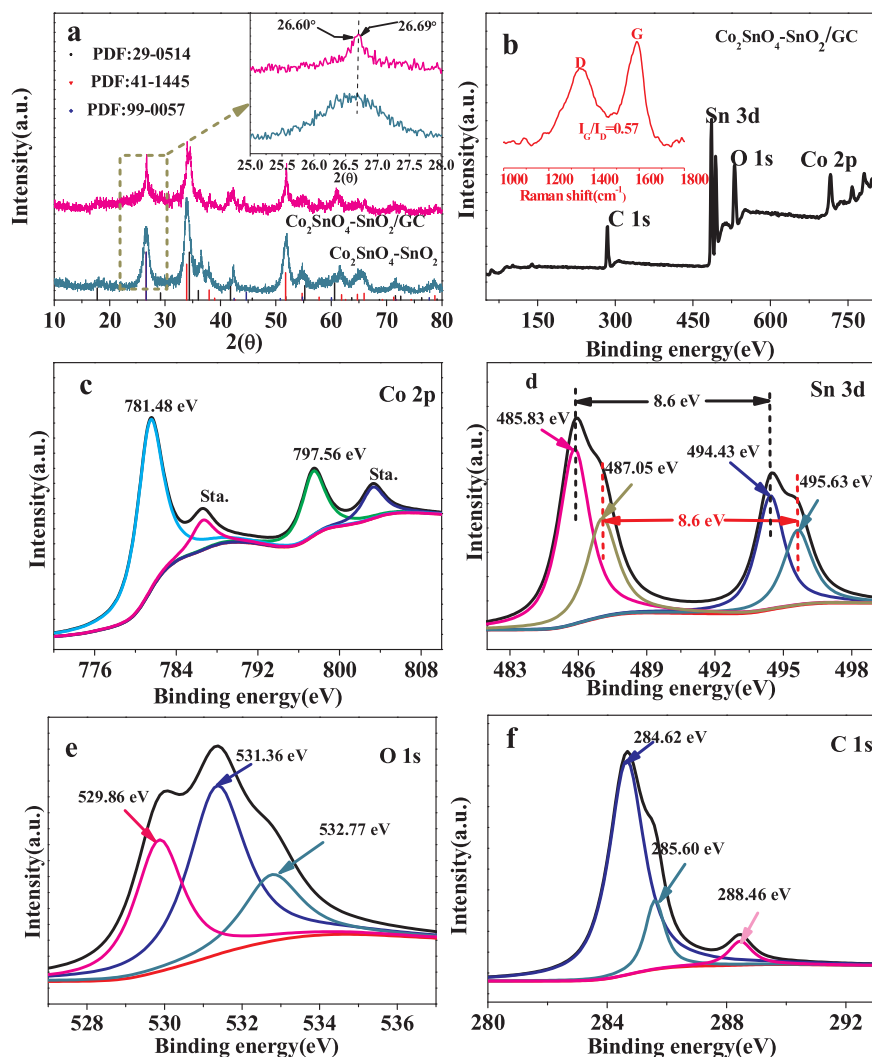 a
PDF:29-0514
PDF:41-1445
PDF:99-0057
26.60° 26.69°
25.0 25.5 26.0 26.5 27.0 27.5 28.0
2(θ)
Co₂SnO₄-SnO₂/GC
Co₂SnO₄-SnO₂
10 20 30 40 50 60 70 80
2(θ)
Intensity(a.u.)
b
Co₂SnO₄-SnO₂/GC
D
G
I_G/I_D=0.57
1000 1200 1400 1600 1800
Raman shift(cm⁻¹)
C 1s
Sn 3d
O 1s
Co 2p
150 300 450 600 750
Binding energy(eV)
Intensity(a.u.)
c
Co 2p
781.48 eV
Sta.
797.56 eV
Sta.
776 784 792 800 808
Binding energy(eV)
Intensity(a.u.)
d
Sn 3d
8.6 eV
485.83 eV
487.05 eV
494.43 eV
495.63 eV
8.6 eV
483 486 489 492 495 498
Binding energy(eV)
Intensity(a.u.)
e
O 1s
529.86 eV
531.36 eV
532.77 eV
528 530 532 534 536
Binding energy(eV)
Intensity(a.u.)
f
C 1s
284.62 eV
285.60 eV
288.46 eV
280 284 288 292
Binding energy(eV)
Intensity(a.u.)